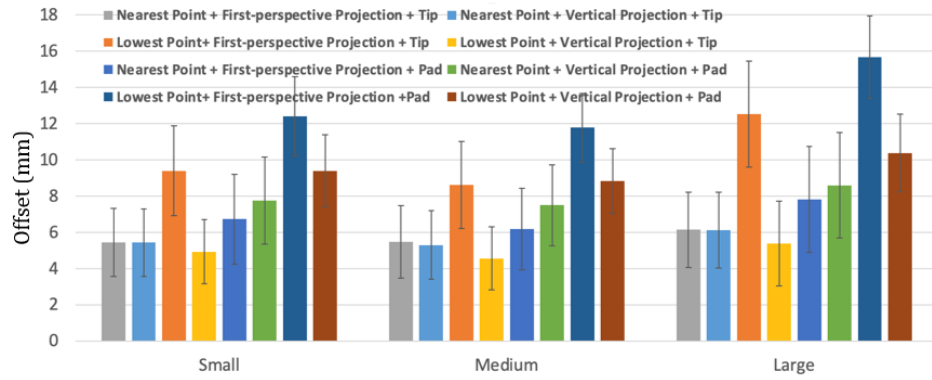 18
Nearest Point + First-perspective Projection + Tip Nearest Point + Vertical Projection + Tip
16
Lowest Point+ First-perspective Projection + Tip Lowest Point + Vertical Projection + Tip
14
Nearest Point + First-perspective Projection + Pad Nearest Point + Vertical Projection + Pad
Lowest Point+ First-perspective Projection +Pad Lowest Point + Vertical Projection + Pad
12
10
8
6
4
2
0
Offset (mm)
Small Medium Large